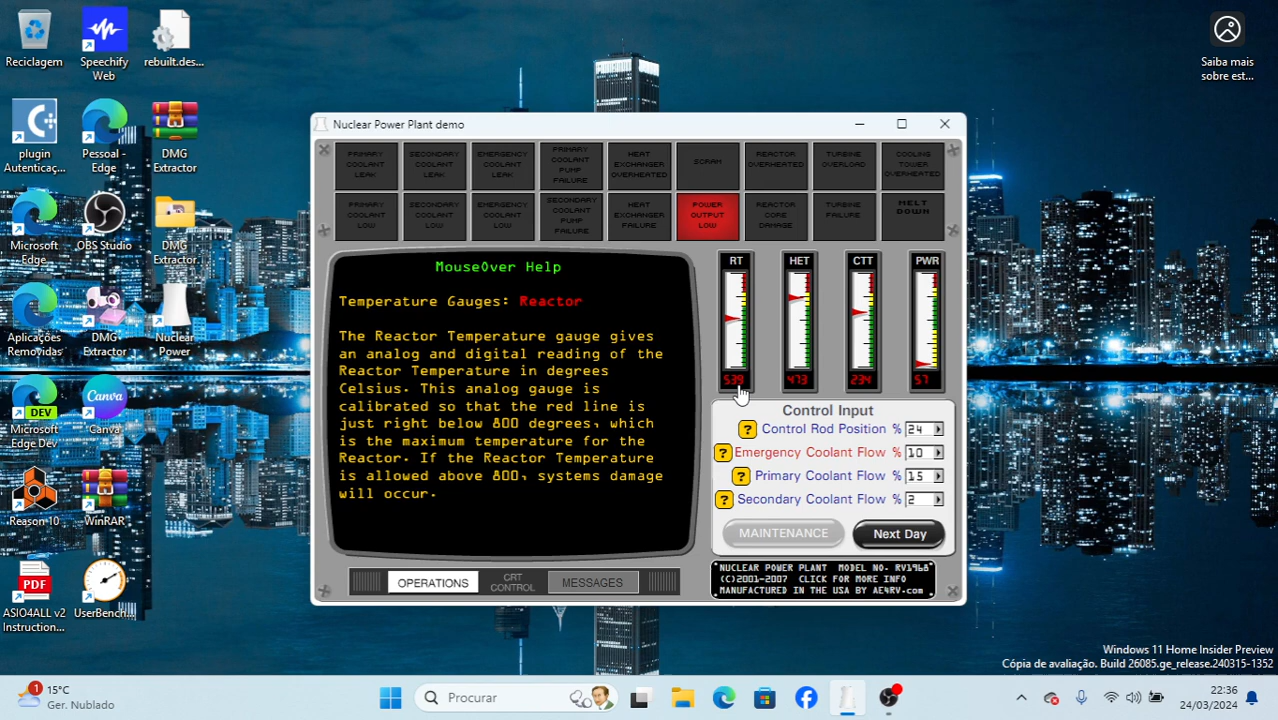 Reciclagem
Speechify
Web
rebuilt.des...
Saiba mais
sobre est...
plugin
Autenticaç...
Pessoal -
Edge
DMG
Extractor
Microsoft
Edge
OBS Studio
DMG
Extractor...
Aplicações
Removidas
DMG
Extractor
Nuclear
Power
DEV
Microsoft
Edge Dev
Canva
Canva
Reason 10
WinRAR
PDF
ASIO4ALL v2
Instruction...
UserBench...
Nuclear Power Plant demo
PRIMARY
COOLANT
LEAK
SECONDARY
COOLANT
LEAK
EMERGENCY
COOLANT
LEAK
PRIMARY
COOLANT
PUMP
FAILURE
HEAT
EXCHANGER
OVERHEATED
SCRAM
REACTOR
OVERHEATED
TURBINE
OVERLOAD
COOLING
TOWER
OVERHEATED
PRIMARY
COOLANT
LOW
SECONDARY
COOLANT
LOW
EMERGENCY
COOLANT
LOW
SECONDARY
COOLANT
PUMP
FAILURE
HEAT
EXCHANGER
FAILURE
POWER
OUTPUT
LOW
REACTOR
CORE
DAMAGE
TURBINE
FAILURE
MELT
DOWN
MouseOver Help
Temperature Gauges: Reactor
The Reactor Temperature gauge gives
an analog and digital reading of the
Reactor Temperature in degrees
Celsius. This analog gauge is
calibrated so that the red line is
just right below 800 degrees, which
is the maximum temperature for the
Reactor. If the Reactor Temperature
is allowed above 800, systems damage
will occur.
RT
HET
CTT
PWR
539
473
234
57
Control Input
? Control Rod Position % 24
? Emergency Coolant Flow % 10
? Primary Coolant Flow % 15
? Secondary Coolant Flow % 2
MAINTENANCE
Next Day
OPERATIONS
CRT
CONTROL
MESSAGES
NUCLEAR POWER PLANT MODEL NO. RV1968
(C)2001-2007 CLICK FOR MORE INFO
MANUFACTURED IN THE USA BY AE4RV.com
Windows 11 Home Insider Preview
Cópia de avaliação. Build 26085.ge_release.240315-1352
1
15°C
Ger. Nublado
Procurar
22:36
24/03/2024